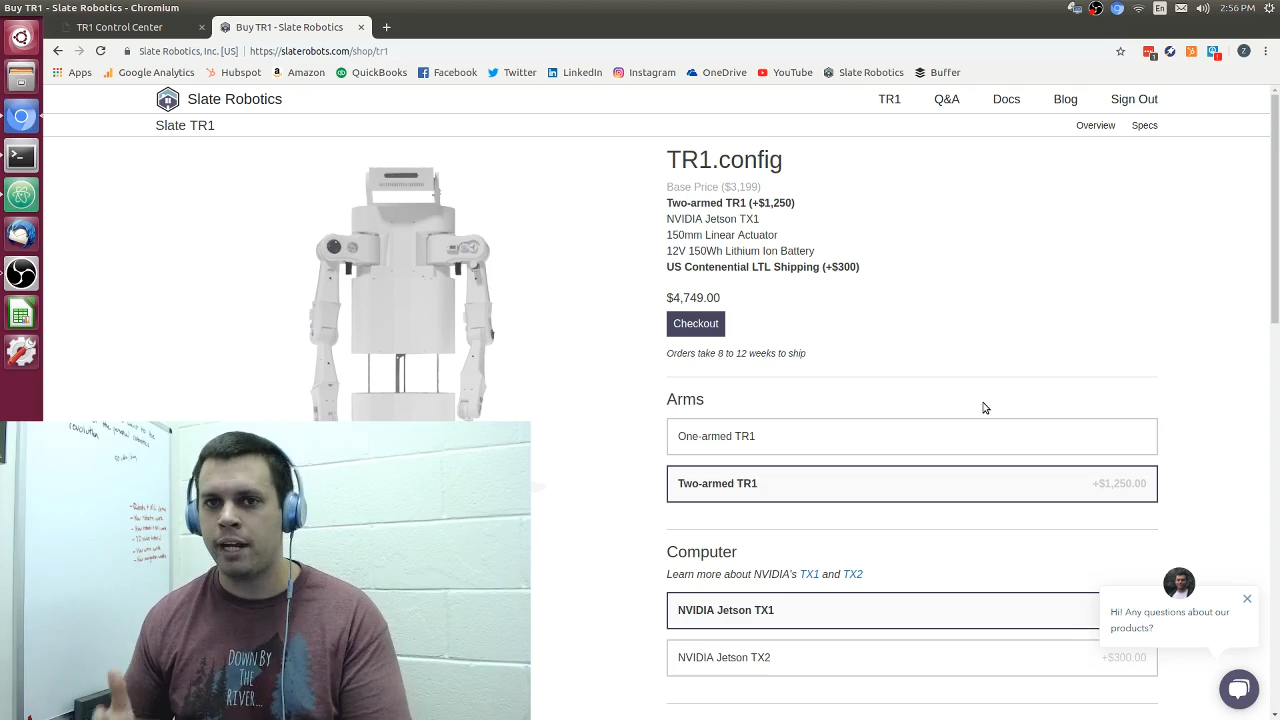 Buy TR1 - Slate Robotics - Chromium
En
2:56 PM
TR1 Control Center
Buy TR1 - Slate Robotics
Slate Robotics, Inc. [US]
https://slaterobots.com/shop/tr1
Apps
Google Analytics
Hubspot
Amazon
QuickBooks
Facebook
Twitter
LinkedIn
Instagram
OneDrive
YouTube
Slate Robotics
Buffer
Slate Robotics
TR1
Q&A
Docs
Blog
Sign Out
Slate TR1
Overview
Specs
TR1.config
Base Price ($3,199)
Two-armed TR1 (+$1,250)
NVIDIA Jetson TX1
150mm Linear Actuator
12V 150Wh Lithium Ion Battery
US Contenential LTL Shipping (+$300)
$4,749.00
Checkout
Orders take 8 to 12 weeks to ship
Arms
One-armed TR1
Two-armed TR1 +$1,250.00
Computer
Learn more about NVIDIA's TX1 and TX2
NVIDIA Jetson TX1
NVIDIA Jetson TX2 +$300.00
Hi! Any questions about our
products?
revolution
DOWN BY
THE
RIVER...